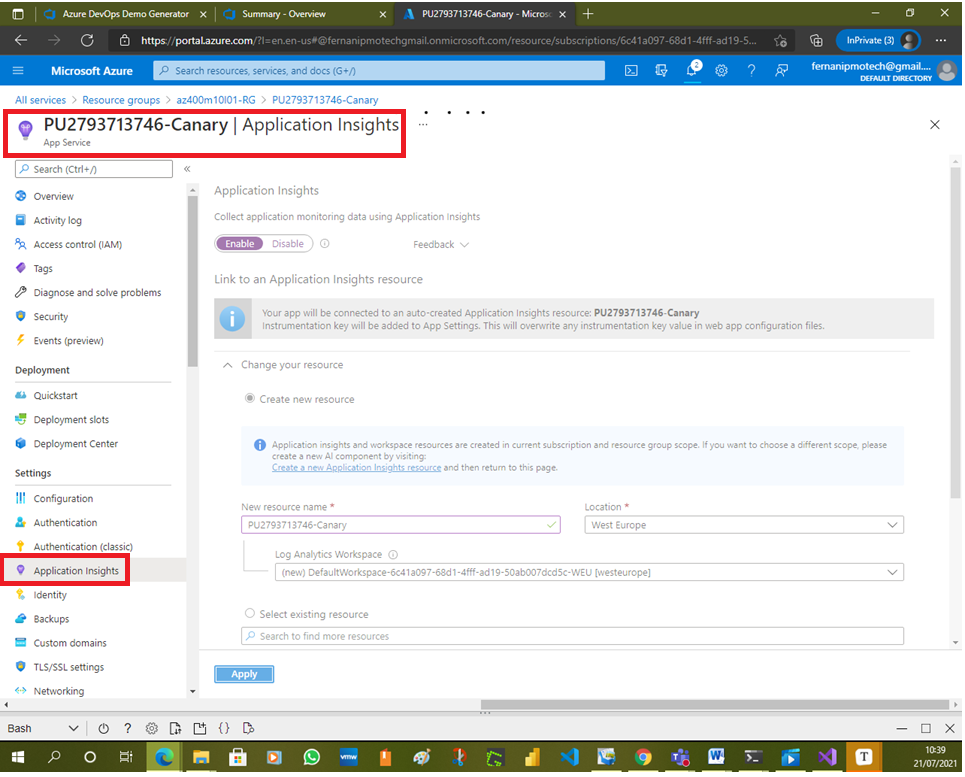 Azure DevOps Demo Generator
Summary - Overview
PU2793713746-Canary - Micros
https://portal.azure.com/?l=en.en-us#@fernanipmotechgmail.onmicrosoft.com/resource/subscriptions/6c41a097-68d1-4fff-ad19-5...
InPrivate (3)
Microsoft Azure
Search resources, services, and docs (G+/)
2
fernanipmotech@gmail....
DEFAULT DIRECTORY
All services > Resource groups > az400m10l01-RG > PU2793713746-Canary
PU2793713746-Canary | Application Insights
...
App Service
Search (Ctrl+/)
«
Overview
Activity log
Access control (IAM)
Tags
Diagnose and solve problems
Security
Events (preview)
Deployment
Quickstart
Deployment slots
Deployment Center
Settings
Configuration
Authentication
Authentication (classic)
Application Insights
Identity
Backups
Custom domains
TLS/SSL settings
Networking
Application Insights
Collect application monitoring data using Application Insights
Enable Disable
Feedback
Link to an Application Insights resource
Your app will be connected to an auto-created Application Insights resource: PU2793713746-Canary
Instrumentation key will be added to App Settings. This will overwrite any instrumentation key value in web app configuration files.
Change your resource
Create new resource
Application insights and workspace resources are created in current subscription and resource group scope. If you want to choose a different scope, please
create a new AI component by visiting:
Create a new Application Insights resource and then return to this page.
New resource name *
Location *
PU2793713746-Canary
West Europe
Log Analytics Workspace
(new) DefaultWorkspace-6c41a097-68d1-4fff-ad19-50ab007dcd5c-WEU [westeurope]
Select existing resource
Search to find more resources
Apply
Bash
?
{}
vmw
T
10:39
21/07/2021